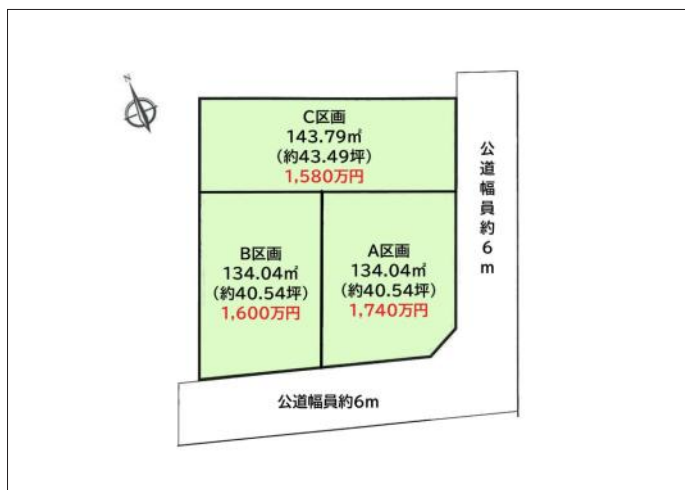 N
C区画
143.79㎡
（約43.49坪）
1,580万円
公道幅員約6m
B区画
134.04㎡
（約40.54坪）
1,600万円
A区画
134.04㎡
（約40.54坪）
1,740万円
公道幅員約6m